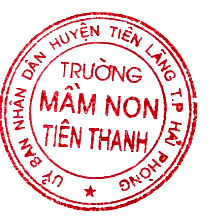 ỦY BAN NHÂN DÂN HUYỆN TIÊN LÃNG T.P HẢI PHÒNG
TRƯỜNG
MẦM NON
TIÊN THANH